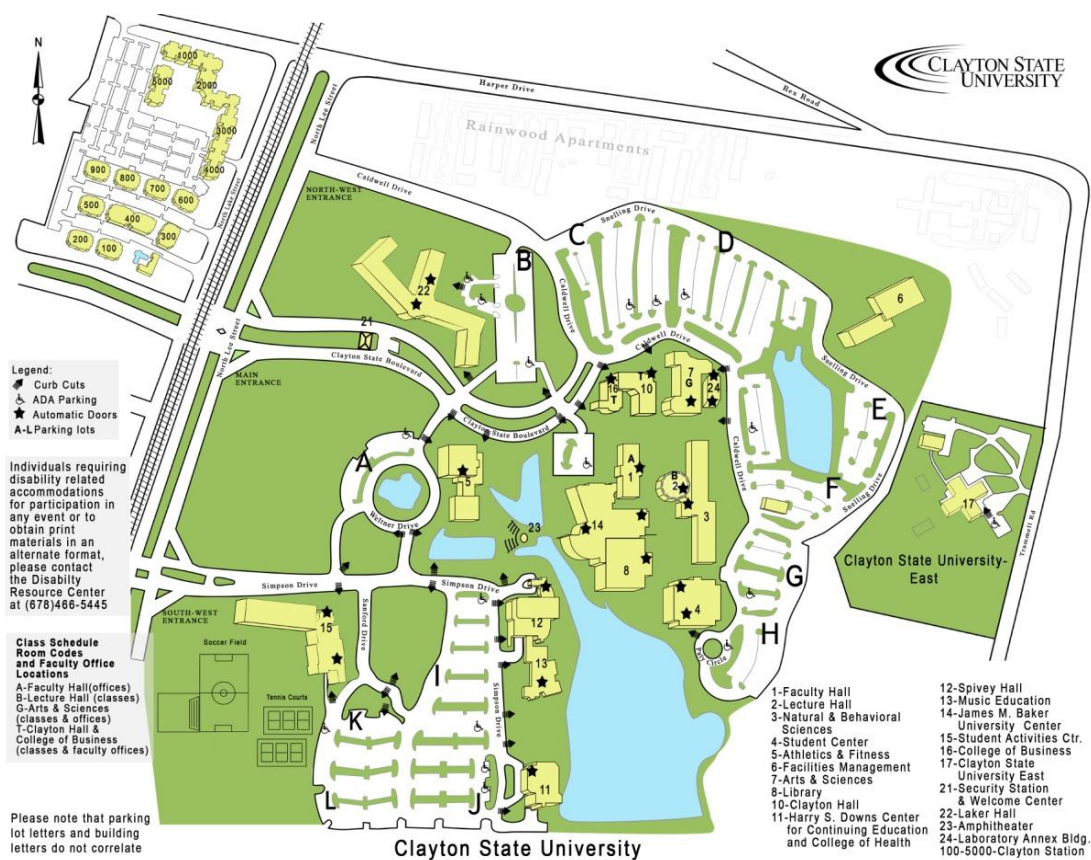 N
CLAYTON STATE
UNIVERSITY
1000
5000
2000
3000
4000
900
800
700
600
500
400
300
200
100
North Lake Street
North Lee Street
Harper Drive
Rex Road
Rainwood Apartments
NORTH-WEST
ENTRANCE
Caldwell Drive
Snelling Drive
C
D
B
22
6
21
Caldwell Drive
Caldwell Drive
North Lee Street
Clayton State Boulevard
MAIN
ENTRANCE
Snelling Drive
7
G
24
T
10
16
T
E
Legend:
Curb Cuts
ADA Parking
Automatic Doors
A-L Parking lots
Clayton State Boulevard
Caldwell Drive
A
5
A
1
B
2
3
F
Snelling Drive
17
Trammell Rd
Individuals requiring
disability related
accommodations
for participation in
any event or to
obtain print
materials in an
alternate format,
please contact
the Disabilty
Resource Center
at (678)466-5445
Weltner Drive
23
14
8
Clayton State University-
East
Simpson Drive
Simpson Drive
G
SOUTH-WEST
ENTRANCE
Sanford Drive
15
12
4
H
Class Schedule
Room Codes
and Faculty Office
Locations
A-Faculty Hall(offices)
B-Lecture Hall (classes)
G-Arts & Sciences
(classes & offices)
T-Clayton Hall &
College of Business
(classes & faculty offices)
Soccer Field
Tennis Courts
I
13
Simpson Drive
Circle
K
L
J
11
Please note that parking
lot letters and building
letters do not correlate
Clayton State University
1-Faculty Hall
2-Lecture Hall
3-Natural & Behavioral
Sciences
4-Student Center
5-Athletics & Fitness
6-Facilities Management
7-Arts & Sciences
8-Library
10-Clayton Hall
11-Harry S. Downs Center
for Continuing Education
and College of Health
12-Spivey Hall
13-Music Education
14-James M. Baker
University Center
15-Student Activities Ctr.
16-College of Business
17-Clayton State
University East
21-Security Station
& Welcome Center
22-Laker Hall
23-Amphitheater
24-Laboratory Annex Bldg.
100-5000-Clayton Station